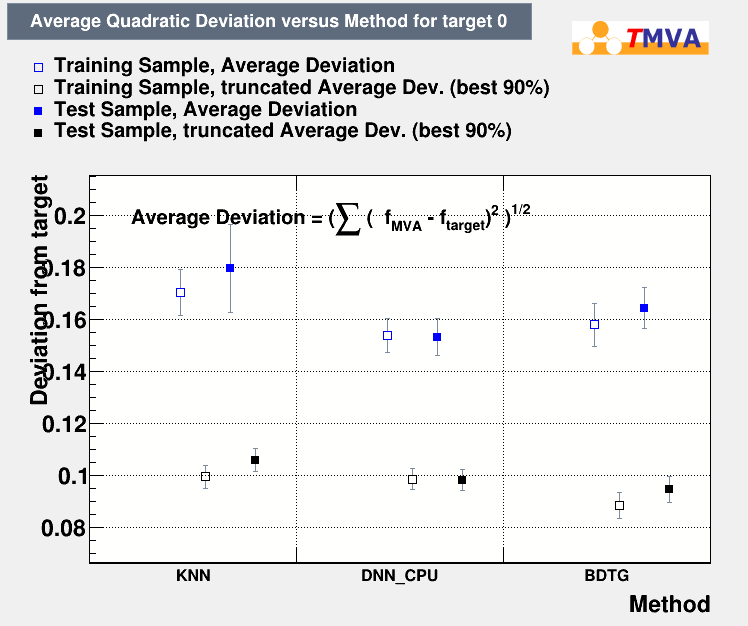 Average Quadratic Deviation versus Method for target 0
TMVA
Training Sample, Average Deviation
Training Sample, truncated Average Dev. (best 90%)
Test Sample, Average Deviation
Test Sample, truncated Average Dev. (best 90%)
Average Deviation = (∑ ( f_MVA - f_target)^2 )^1/2
Deviation from target
0.2
0.18
0.16
0.14
0.12
0.1
0.08
KNN
DNN_CPU
BDTG
Method